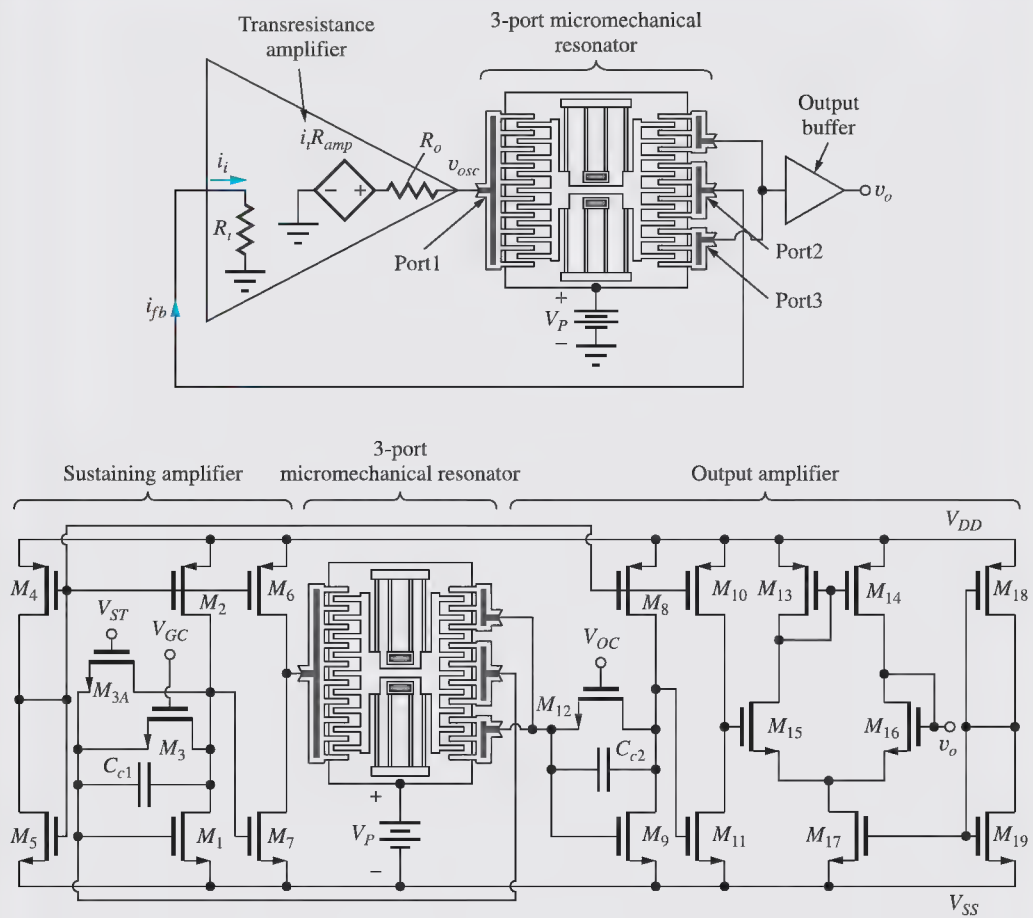 3-port micromechanical
resonator
Transresistance
amplifier
i_i R_amp
R_o
v_osc
Output
buffer
v_o
i_i
R_i
Port1
Port2
Port3
i_fb
+
V_P
−
3-port
micromechanical resonator
Sustaining amplifier
Output amplifier
V_DD
M_4
M_2
M_6
M_8
M_10
M_13
M_14
M_18
V_ST
V_GC
V_OC
M_3A
M_12
M_15
M_16
v_o
M_3
C_c1
C_c2
+
V_P
−
M_5
M_1
M_7
M_9
M_11
M_17
M_19
V_SS